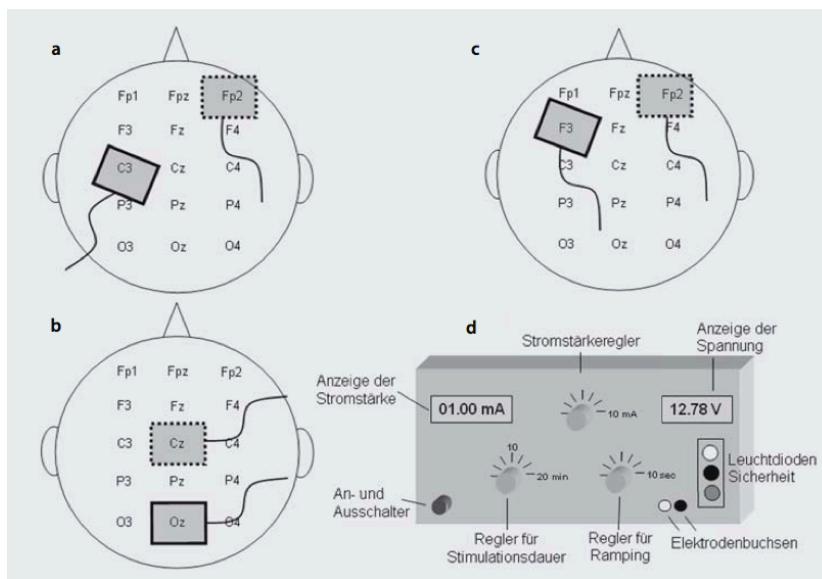 a
Fp1 Fpz Fp2
F3 Fz F4
C3 Cz C4
P3 Pz P4
O3 Oz O4
c
Fp1 Fpz Fp2
F3 Fz F4
C3 Cz C4
P3 Pz P4
O3 Oz O4
b
Fp1 Fpz Fp2
F3 Fz F4
C3 Cz C4
P3 Pz P4
O3 Oz O4
d
Stromstärkeregler
Anzeige der
Spannung
Anzeige der
Stromstärke
01.00 mA
10 mA
12.78 V
10
20 min
10 sec
Leuchtdioden
Sicherheit
An- und
Ausschalter
Regler für
Stimulationsdauer
Regler für
Ramping
Elektrodenbuchsen